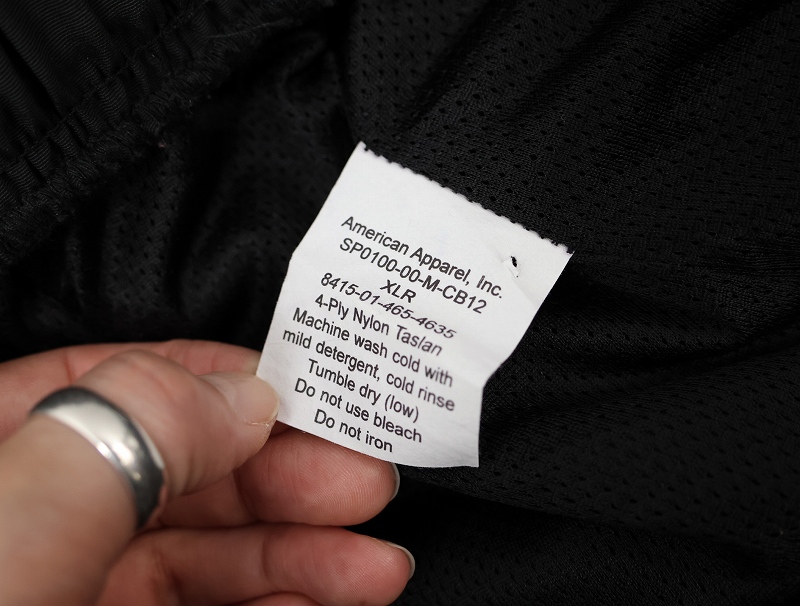 American Apparel, Inc.
SP0100-00-M-CB12
XLR
8415-01-465-4635
4-Ply Nylon Taslan
Machine wash cold with
mild detergent, cold rinse
Tumble dry (low)
Do not use bleach
Do not iron